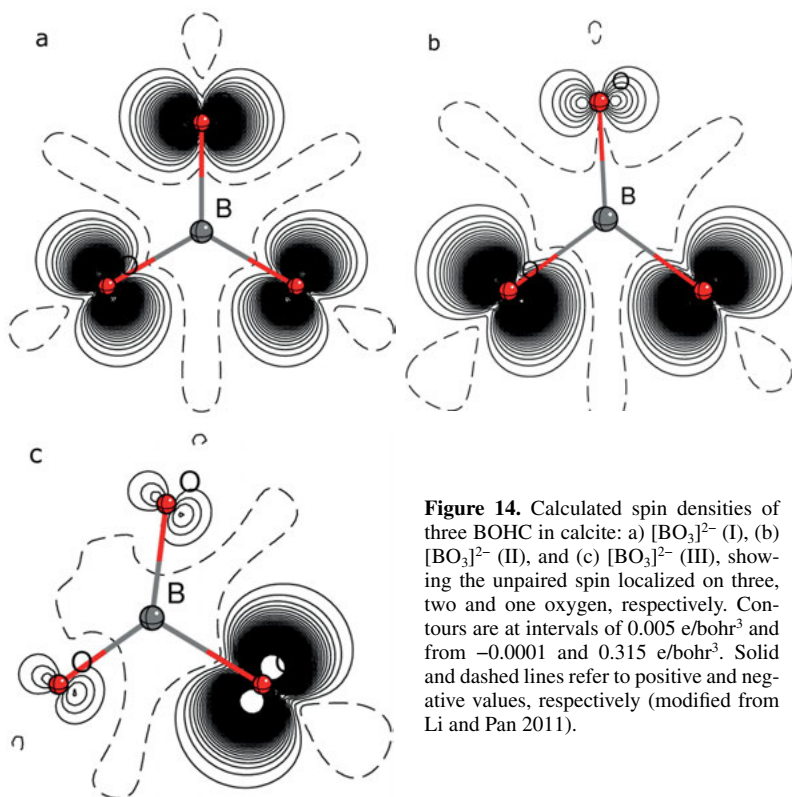 a
B
O
b
O
B
O
c
O
B
O
Figure 14. Calculated spin densities of
three BOHC in calcite: a) [BO₃]²⁻ (I), (b)
[BO₃]²⁻ (II), and (c) [BO₃]²⁻ (III), show-
ing the unpaired spin localized on three,
two and one oxygen, respectively. Con-
tours are at intervals of 0.005 e/bohr³ and
from −0.0001 and 0.315 e/bohr³. Solid
and dashed lines refer to positive and neg-
ative values, respectively (modified from
Li and Pan 2011).